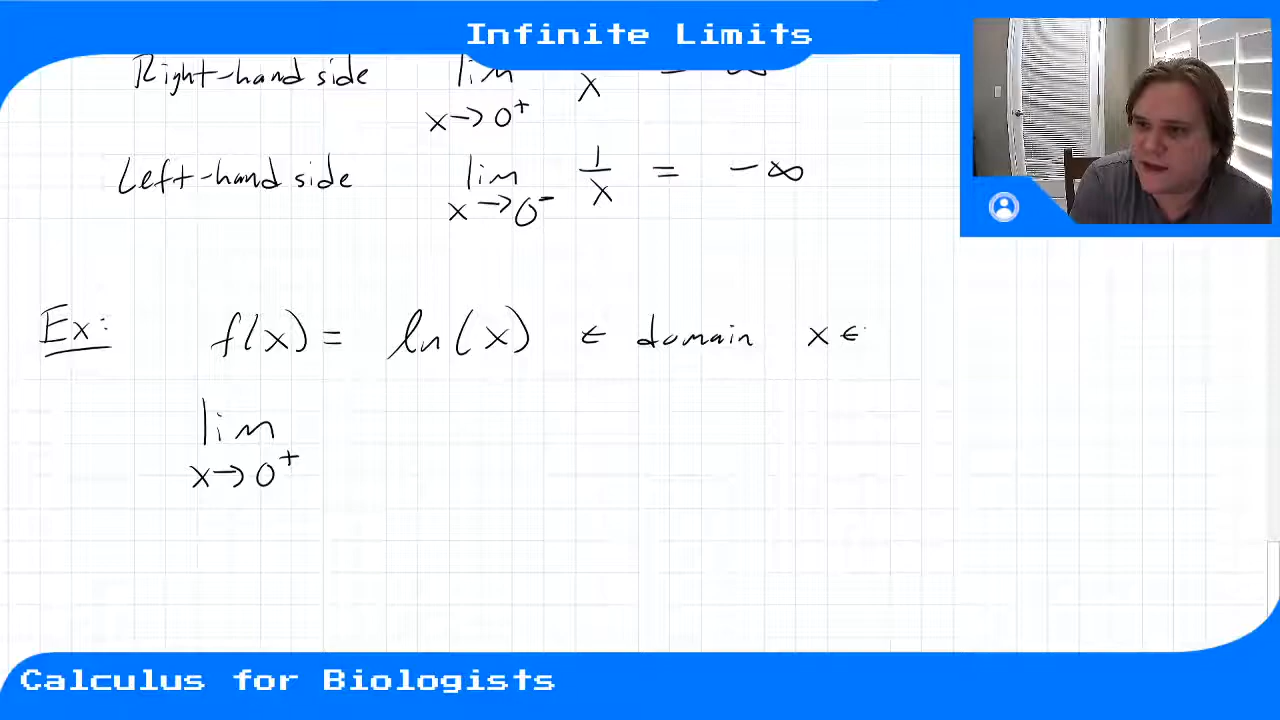 Infinite Limits
Right-hand side lim x = ∞
x→0⁺
Left-hand side lim 1/x = -∞
x→0⁻
Ex: f(x) = ln(x) ← domain x ∈
lim
x→0⁺
Calculus for Biologists